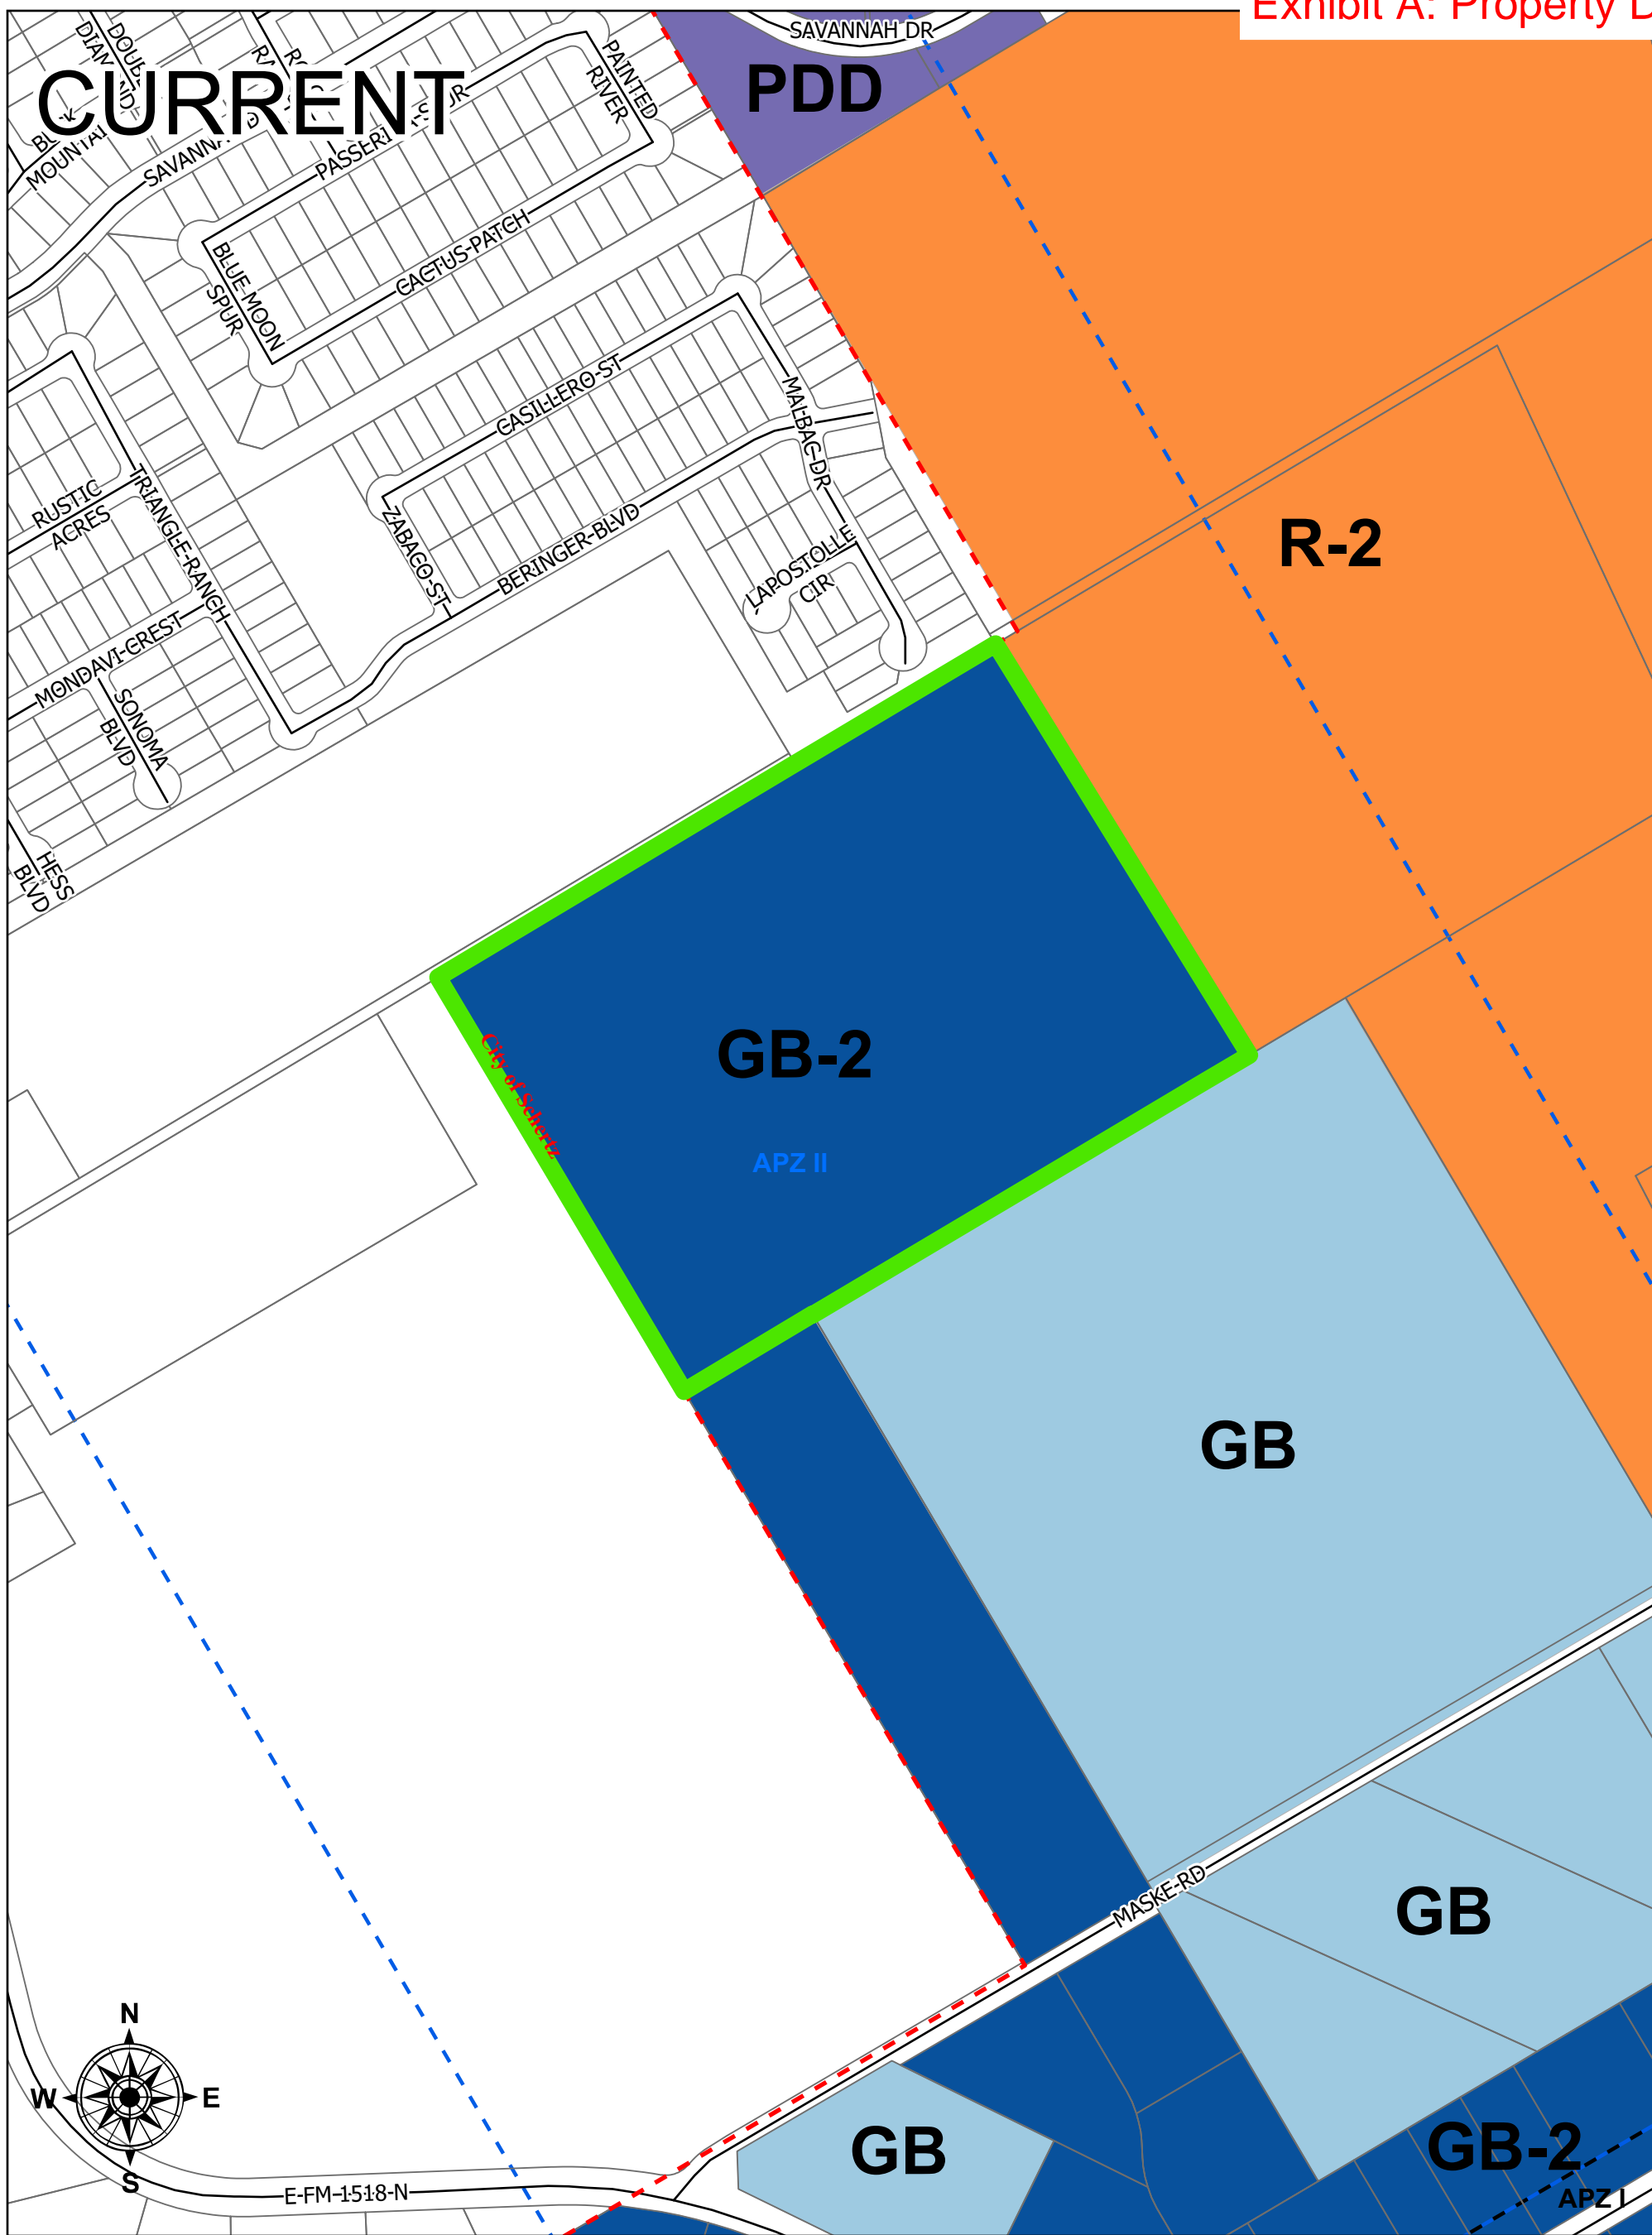 Exhibit A: Property D
CURRENT
SAVANNAH DR
PDD
PAINTED
RIVER
CACTUS PATCH
BLUE MOON
SPUR
CASILLERO ST
MALBAC DR
R-2
RUSTIC
ACRES
TRIANGLE RANCH
ZABACO ST
BERINGER BLVD
LAPOSTOLLE
CIR
MONDAVI CREST
SONOMA
BLVD
HESS
BLVD
GB-2
City of Schertz
APZ II
GB
MASKE RD
GB
N
W
E
S
GB
GB-2
APZ I
E FM 1518 N